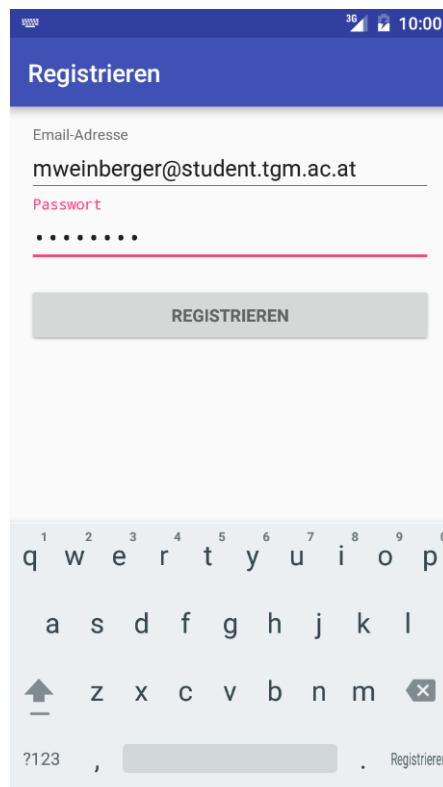 3G 10:00
Registrieren
Email-Adresse
mweinberger@student.tgm.ac.at
Passwort
••••••••
REGISTRIEREN
1 2 3 4 5 6 7 8 9 0
q w e r t y u i o p
a s d f g h j k l
z x c v b n m
?123 , . Registrieren